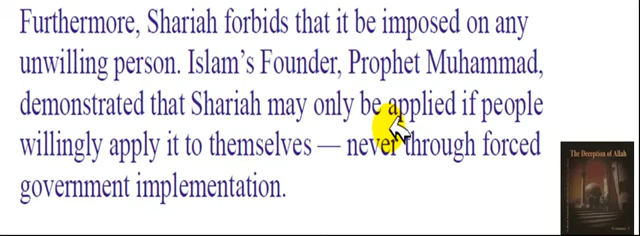 Furthermore, Shariah forbids that it be imposed on any
unwilling person. Islam's Founder, Prophet Muhammad,
demonstrated that Shariah may only be applied if people
willingly apply it to themselves — never through forced
government implementation.
The Deception of Allah